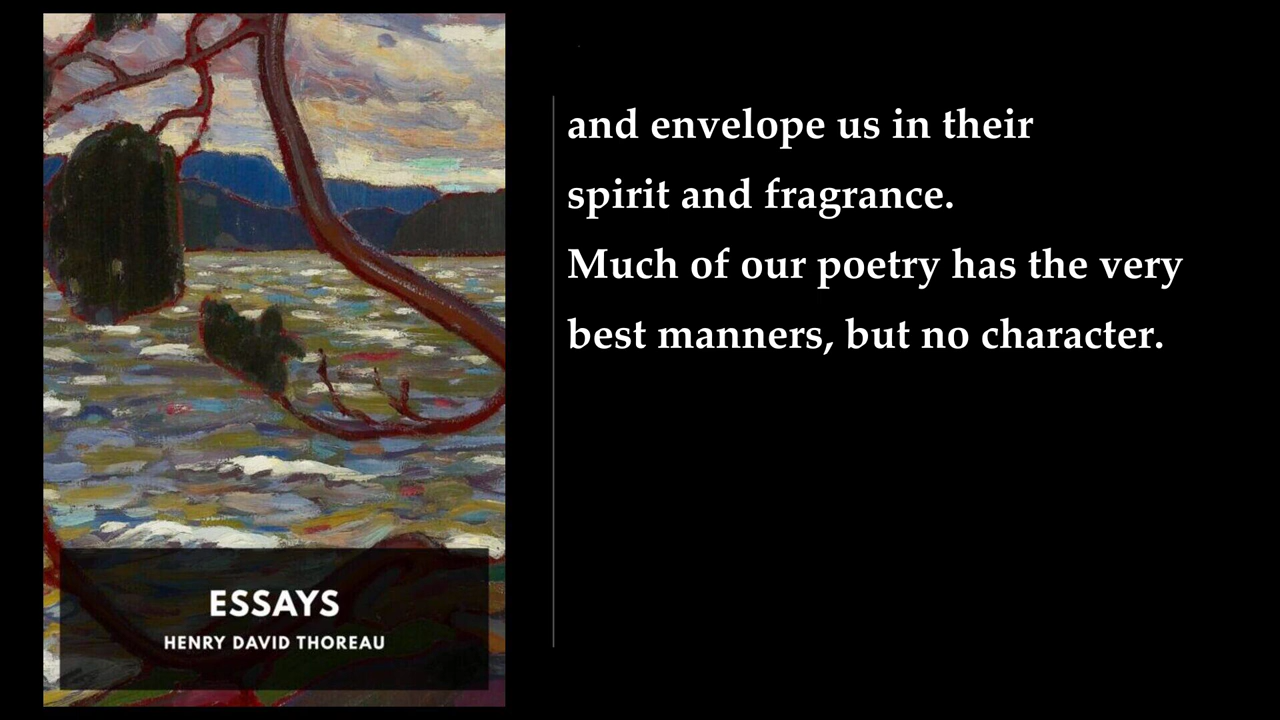 ESSAYS
HENRY DAVID THOREAU
and envelope us in their
spirit and fragrance.
Much of our poetry has the very
best manners, but no character.